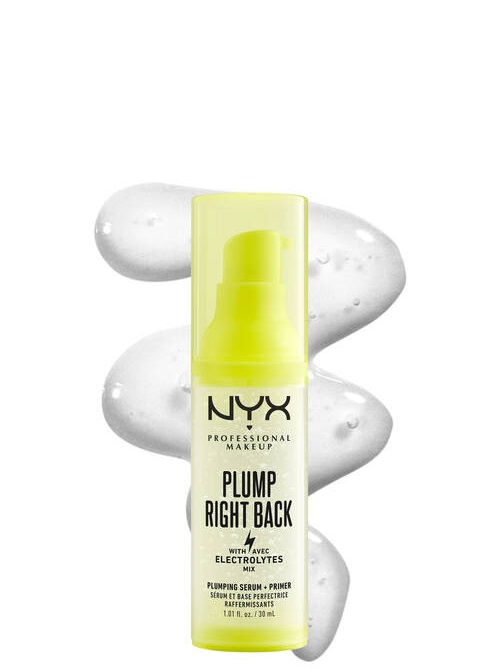 NYX
PROFESSIONAL
MAKEUP
PLUMP
RIGHT BACK
WITH AVEC
ELECTROLYTES
MIX
PLUMPING SERUM + PRIMER
SÉRUM ET BASE PERFECTRICE
RAFFERMISSANTS
1.01 fl. oz. / 30 mL